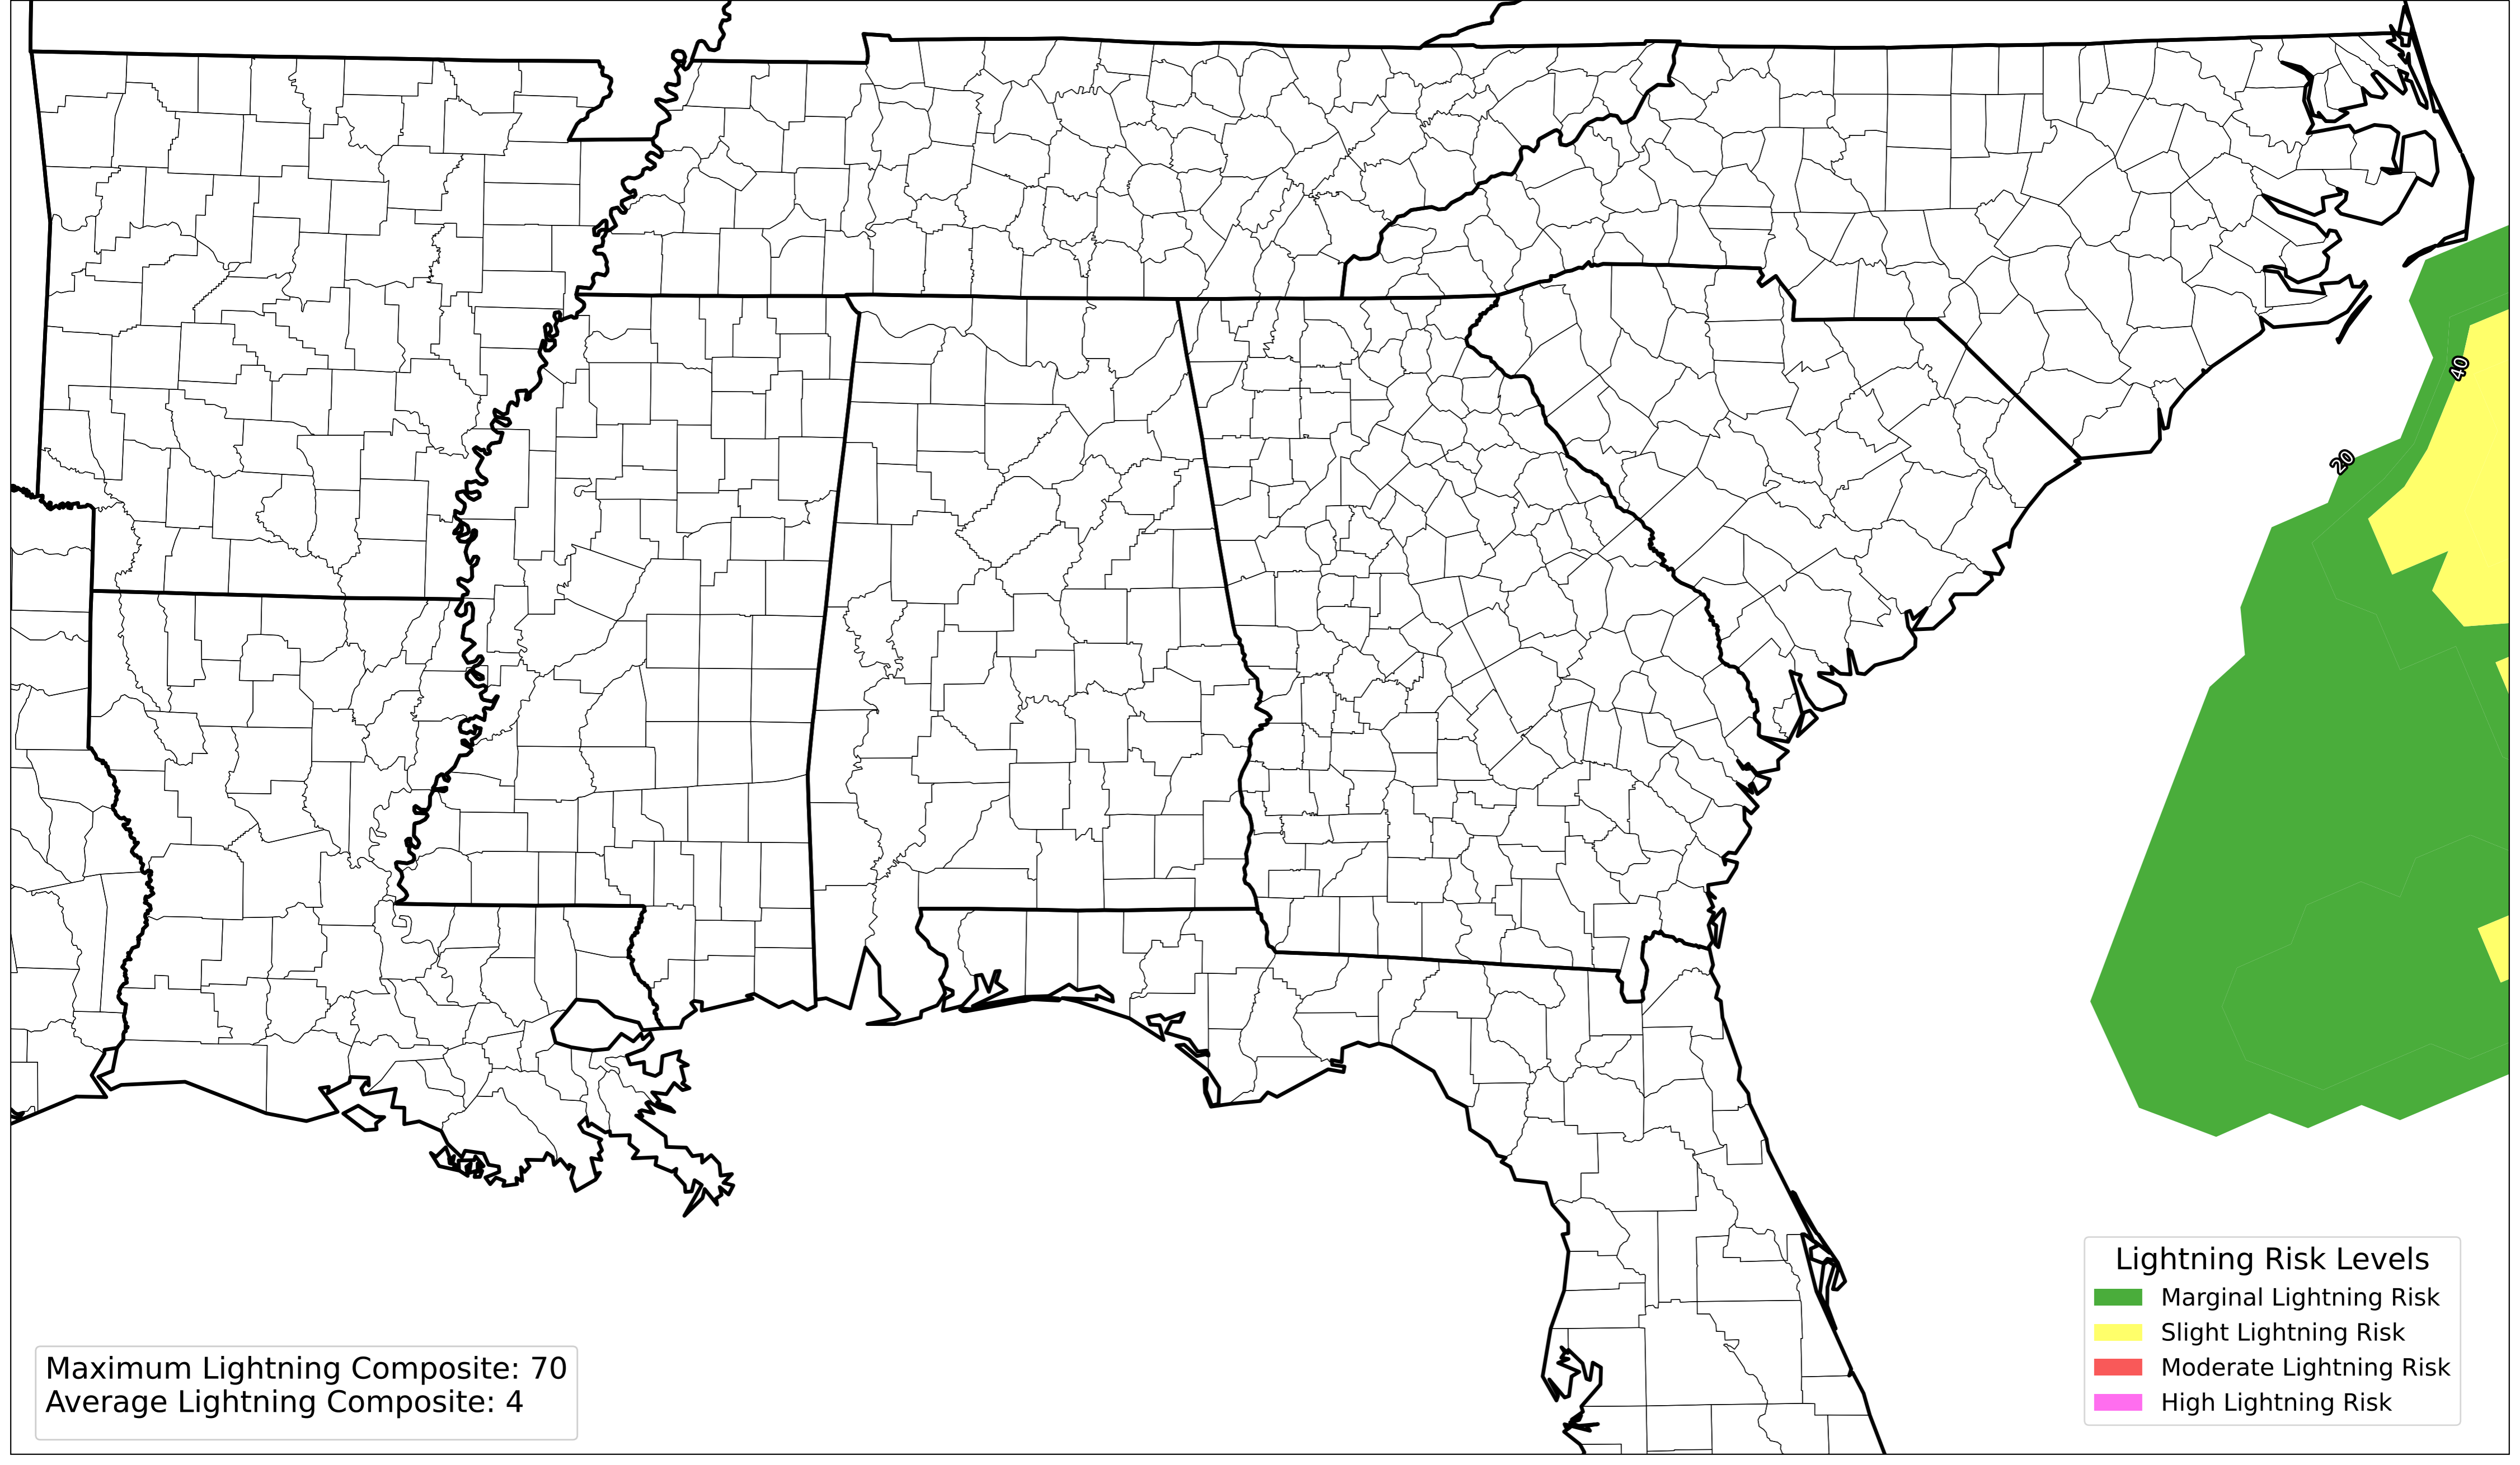 40
20
Lightning Risk Levels
Marginal Lightning Risk
Slight Lightning Risk
Moderate Lightning Risk
High Lightning Risk
Maximum Lightning Composite: 70
Average Lightning Composite: 4